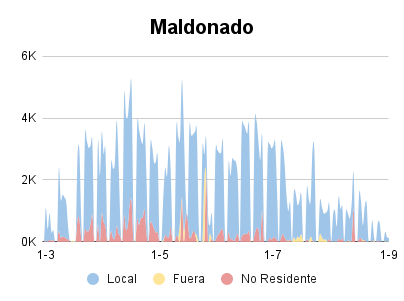 Maldonado
6K
4K
2K
0K
1-3 1-5 1-7 1-9
Local Fuera No Residente